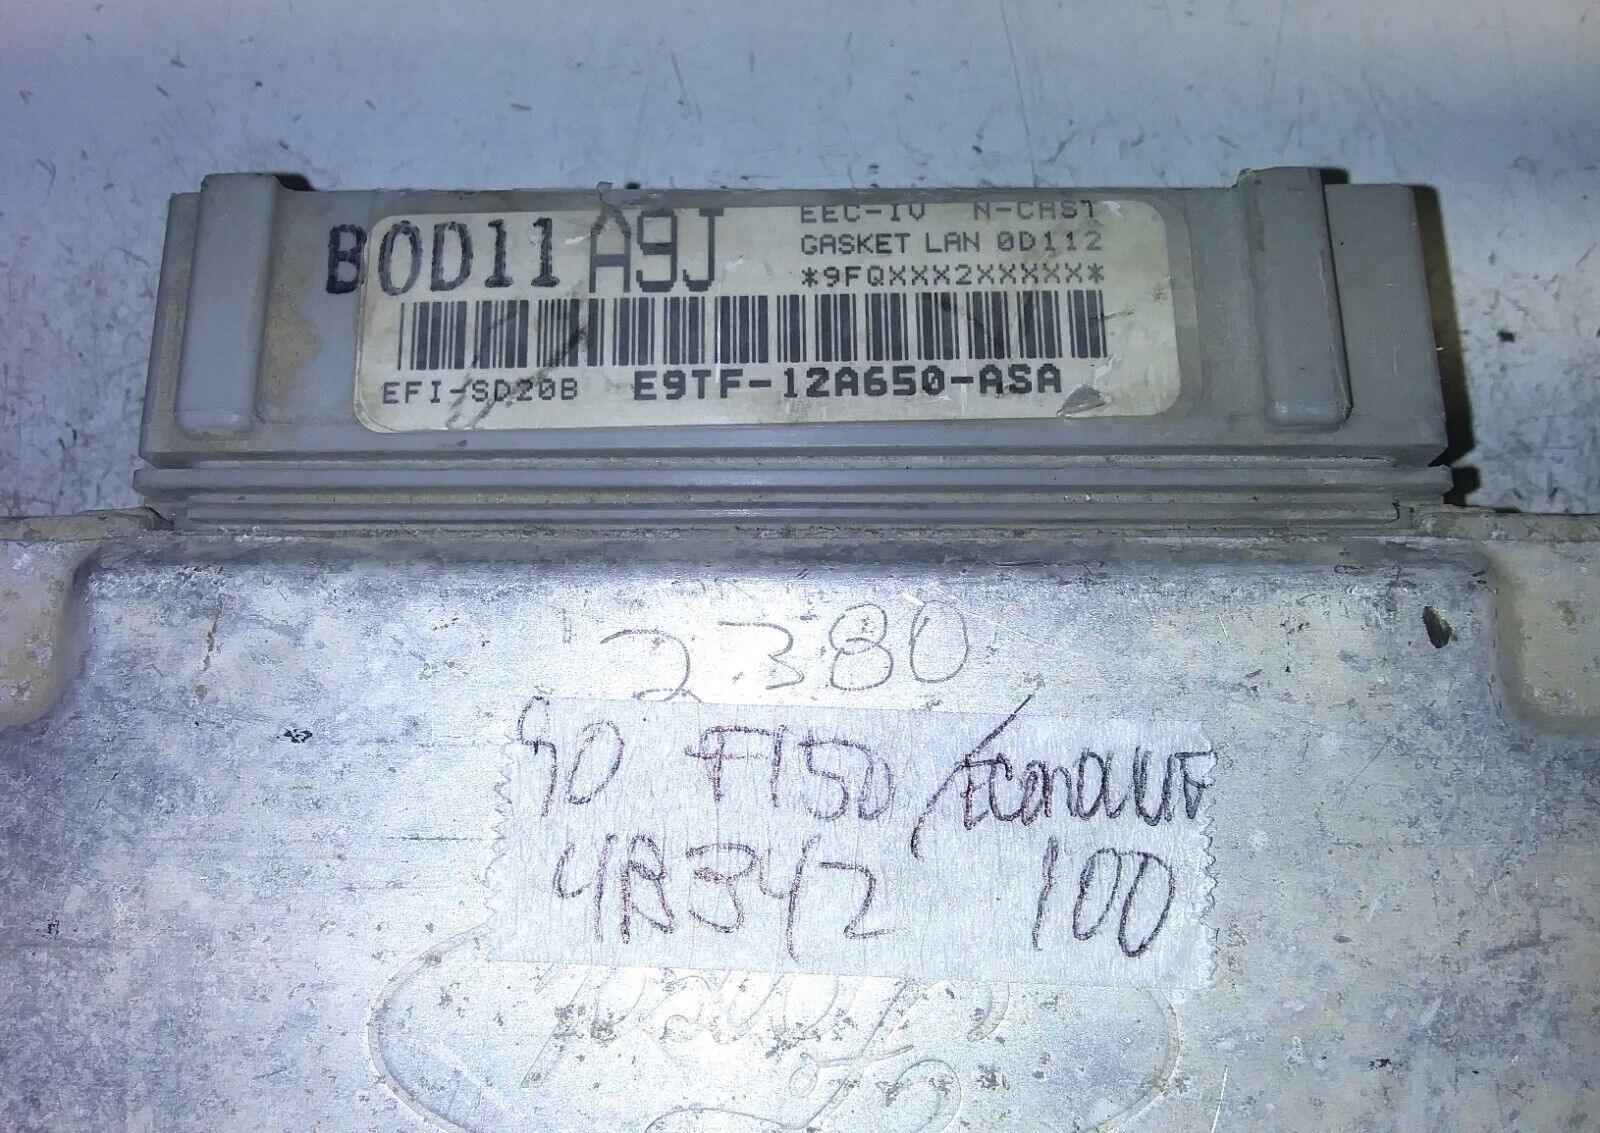 B0D11 A9J
EEC-IV N-CAST
GASKET LAN 0D112
*9FQXXX2XXXXX*
EFI-SD20B E9TF-12A650-ASA
2380
90 F150/ECONOLINE
4B342 100
Ford